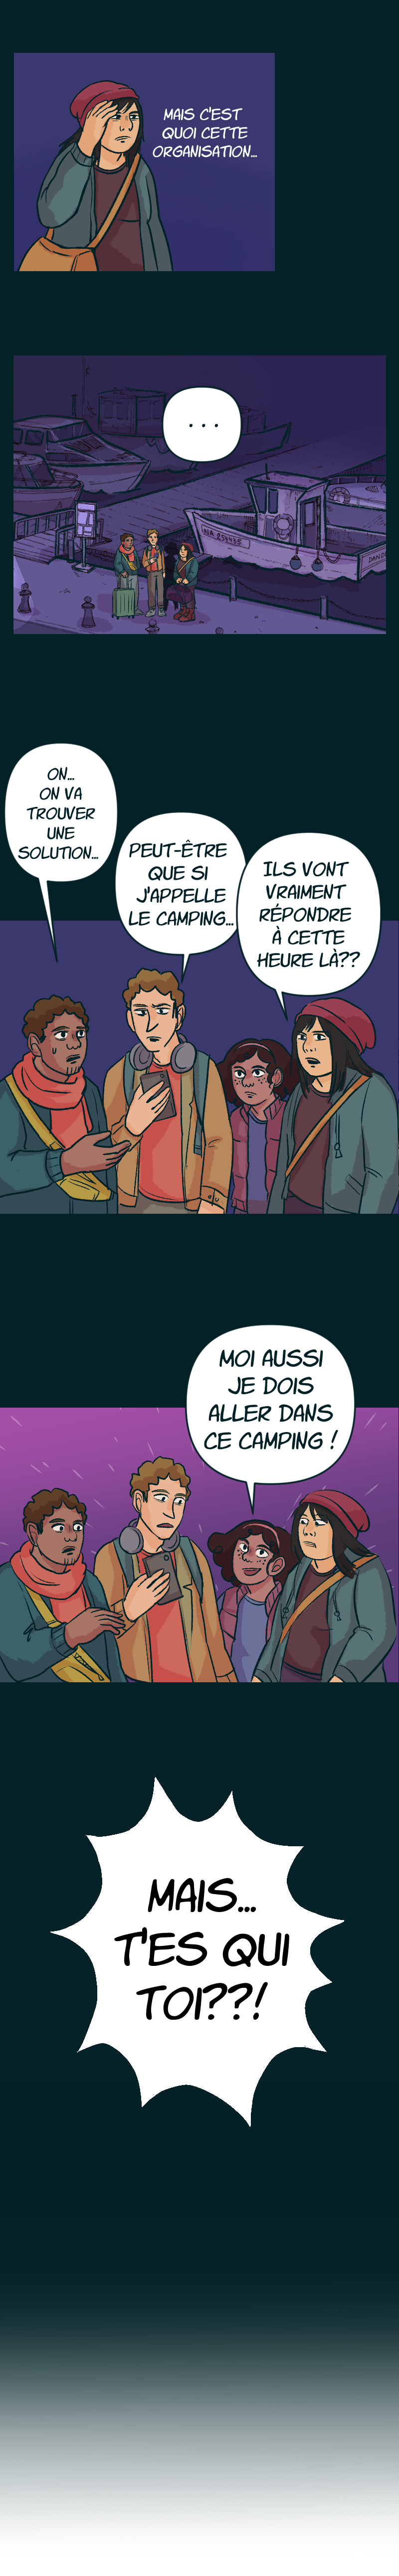 MAIS C'EST
QUOI CETTE
ORGANISATION...
. . .
ON...
ON VA
TROUVER
UNE
SOLUTION...
PEUT-ÊTRE
QUE SI
J'APPELLE
LE CAMPING...
ILS VONT
VRAIMENT
RÉPONDRE
À CETTE
HEURE LÀ??
MOI AUSSI
JE DOIS
ALLER DANS
CE CAMPING !
MAIS...
T'ES QUI
TOI??!